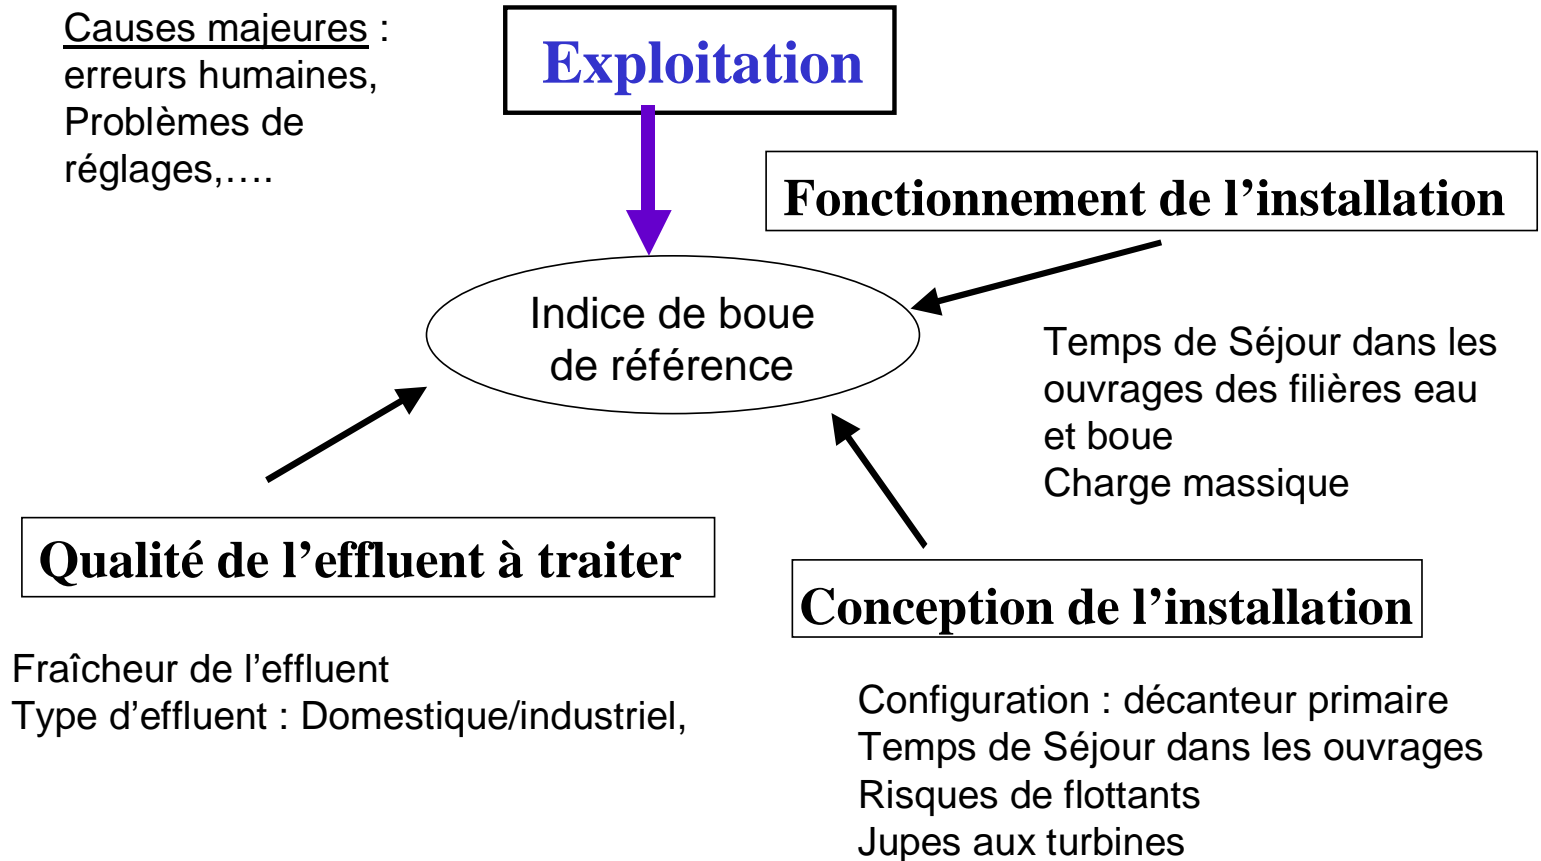 Causes majeures :
erreurs humaines,
Problèmes de
réglages,….
Exploitation
Fonctionnement de l’installation
Indice de boue
de référence
Temps de Séjour dans les
ouvrages des filières eau
et boue
Charge massique
Qualité de l’effluent à traiter
Fraîcheur de l’effluent
Type d’effluent : Domestique/industriel,
Conception de l’installation
Configuration : décanteur primaire
Temps de Séjour dans les ouvrages
Risques de flottants
Jupes aux turbines